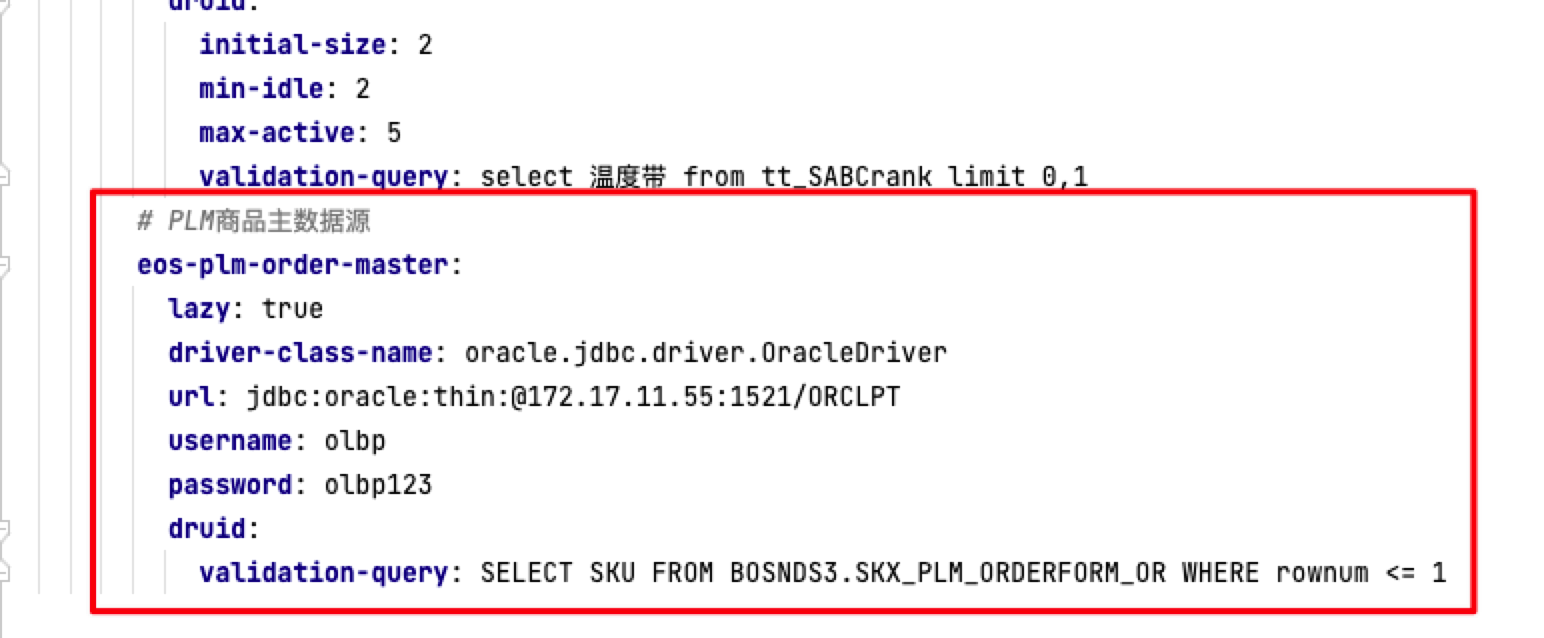 druid:
initial-size: 2
min-idle: 2
max-active: 5
validation-query: select 温度带 from tt_SABCrank limit 0,1
# PLM商品主数据源
eos-plm-order-master:
lazy: true
driver-class-name: oracle.jdbc.driver.OracleDriver
url: jdbc:oracle:thin:@172.17.11.55:1521/ORCLPT
username: olbp
password: olbp123
druid:
validation-query: SELECT SKU FROM BOSNDS3.SKX_PLM_ORDERFORM_OR WHERE rownum <= 1